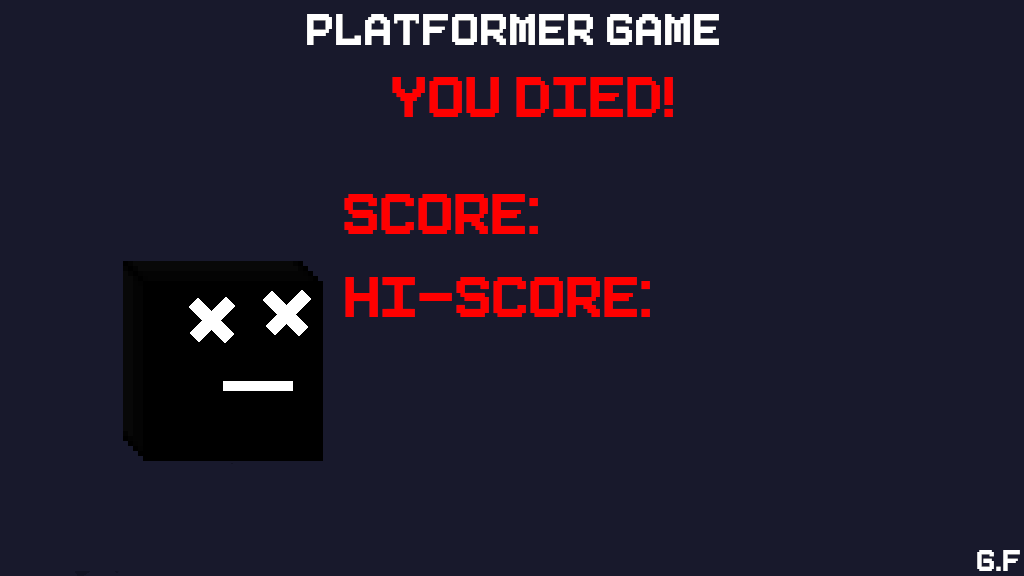 PLATFORMER GAME
YOU DIED!
SCORE:
HI-SCORE:
G.F